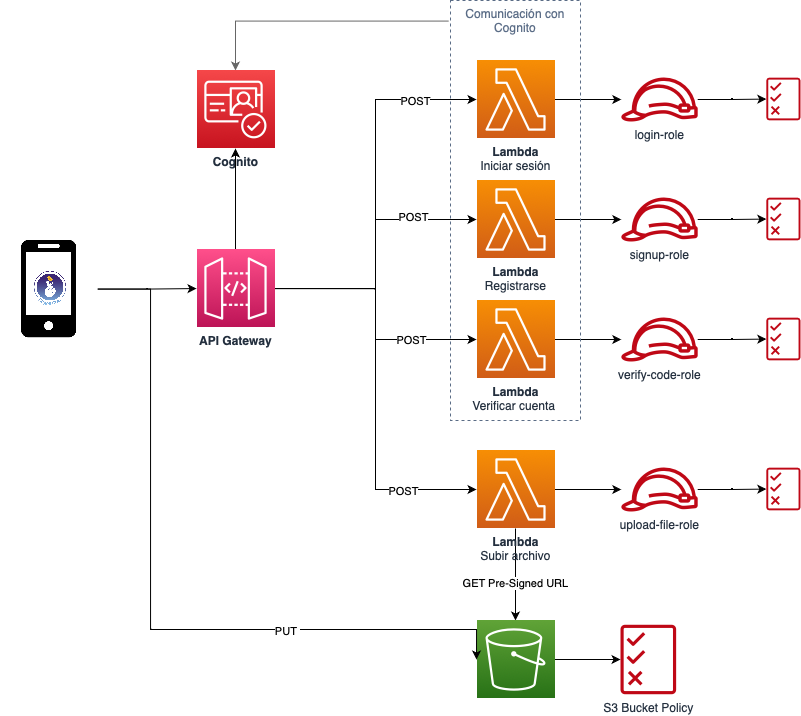 Comunicación con
Cognito
Cognito
POST
Lambda
Iniciar sesión
login-role
POST
Lambda
Registrarse
signup-role
API Gateway
POST
Lambda
Verificar cuenta
verify-code-role
POST
Lambda
Subir archivo
upload-file-role
GET Pre-Signed URL
PUT
S3 Bucket Policy